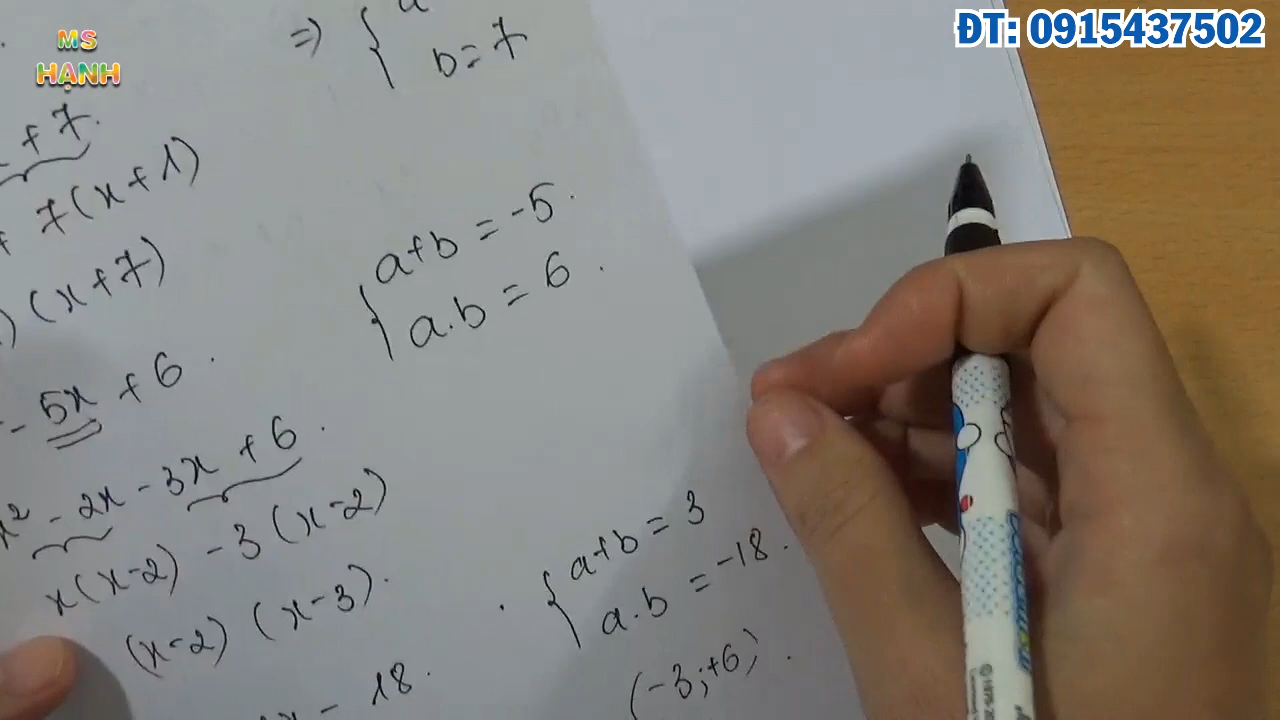 MS
HẠNH
ĐT: 0915437502
=> {
b = 7
+ 7.
7(x+1)
(x+7)
{ a+b = -5.
a.b = 6.
- 5x + 6.
x² - 2x - 3x + 6.
x(x-2) - 3(x-2)
(x-2) (x-3).
{ a+b = 3
a.b = -18.
(-3;+6).
x - 18.